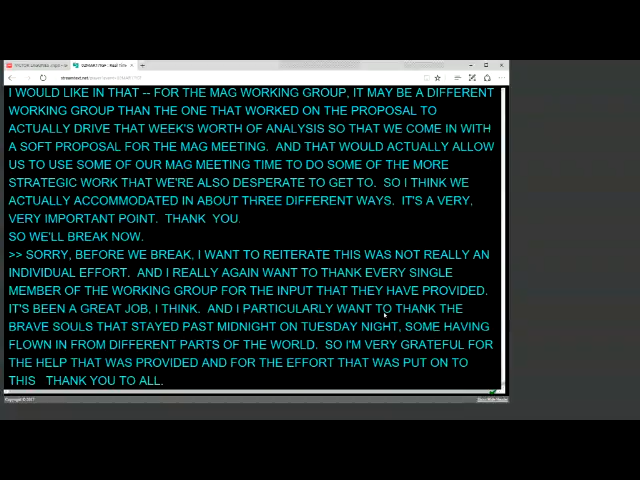 streamtext.net
I WOULD LIKE IN THAT -- FOR THE MAG WORKING GROUP, IT MAY BE A DIFFERENT
WORKING GROUP THAN THE ONE THAT WORKED ON THE PROPOSAL TO
ACTUALLY DRIVE THAT WEEK'S WORTH OF ANALYSIS SO THAT WE COME IN WITH
A SOFT PROPOSAL FOR THE MAG MEETING.  AND THAT WOULD ACTUALLY ALLOW
US TO USE SOME OF OUR MAG MEETING TIME TO DO SOME OF THE MORE
STRATEGIC WORK THAT WE'RE ALSO DESPERATE TO GET TO.  SO I THINK WE
ACTUALLY ACCOMMODATED IN ABOUT THREE DIFFERENT WAYS.  IT'S A VERY,
VERY IMPORTANT POINT.  THANK  YOU.
SO WE'LL BREAK NOW.
>> SORRY, BEFORE WE BREAK, I WANT TO REITERATE THIS WAS NOT REALLY AN
INDIVIDUAL EFFORT.  AND I REALLY AGAIN WANT TO THANK EVERY SINGLE
MEMBER OF THE WORKING GROUP FOR THE INPUT THAT THEY HAVE PROVIDED.
IT'S BEEN A GREAT JOB, I THINK.  AND I PARTICULARLY WANT TO THANK THE
BRAVE SOULS THAT STAYED PAST MIDNIGHT ON TUESDAY NIGHT, SOME HAVING
FLOWN IN FROM DIFFERENT PARTS OF THE WORLD.  SO I'M VERY GRATEFUL FOR
THE HELP THAT WAS PROVIDED AND FOR THE EFFORT THAT WAS PUT ON TO
THIS   THANK YOU TO ALL.
Copyright © 2017